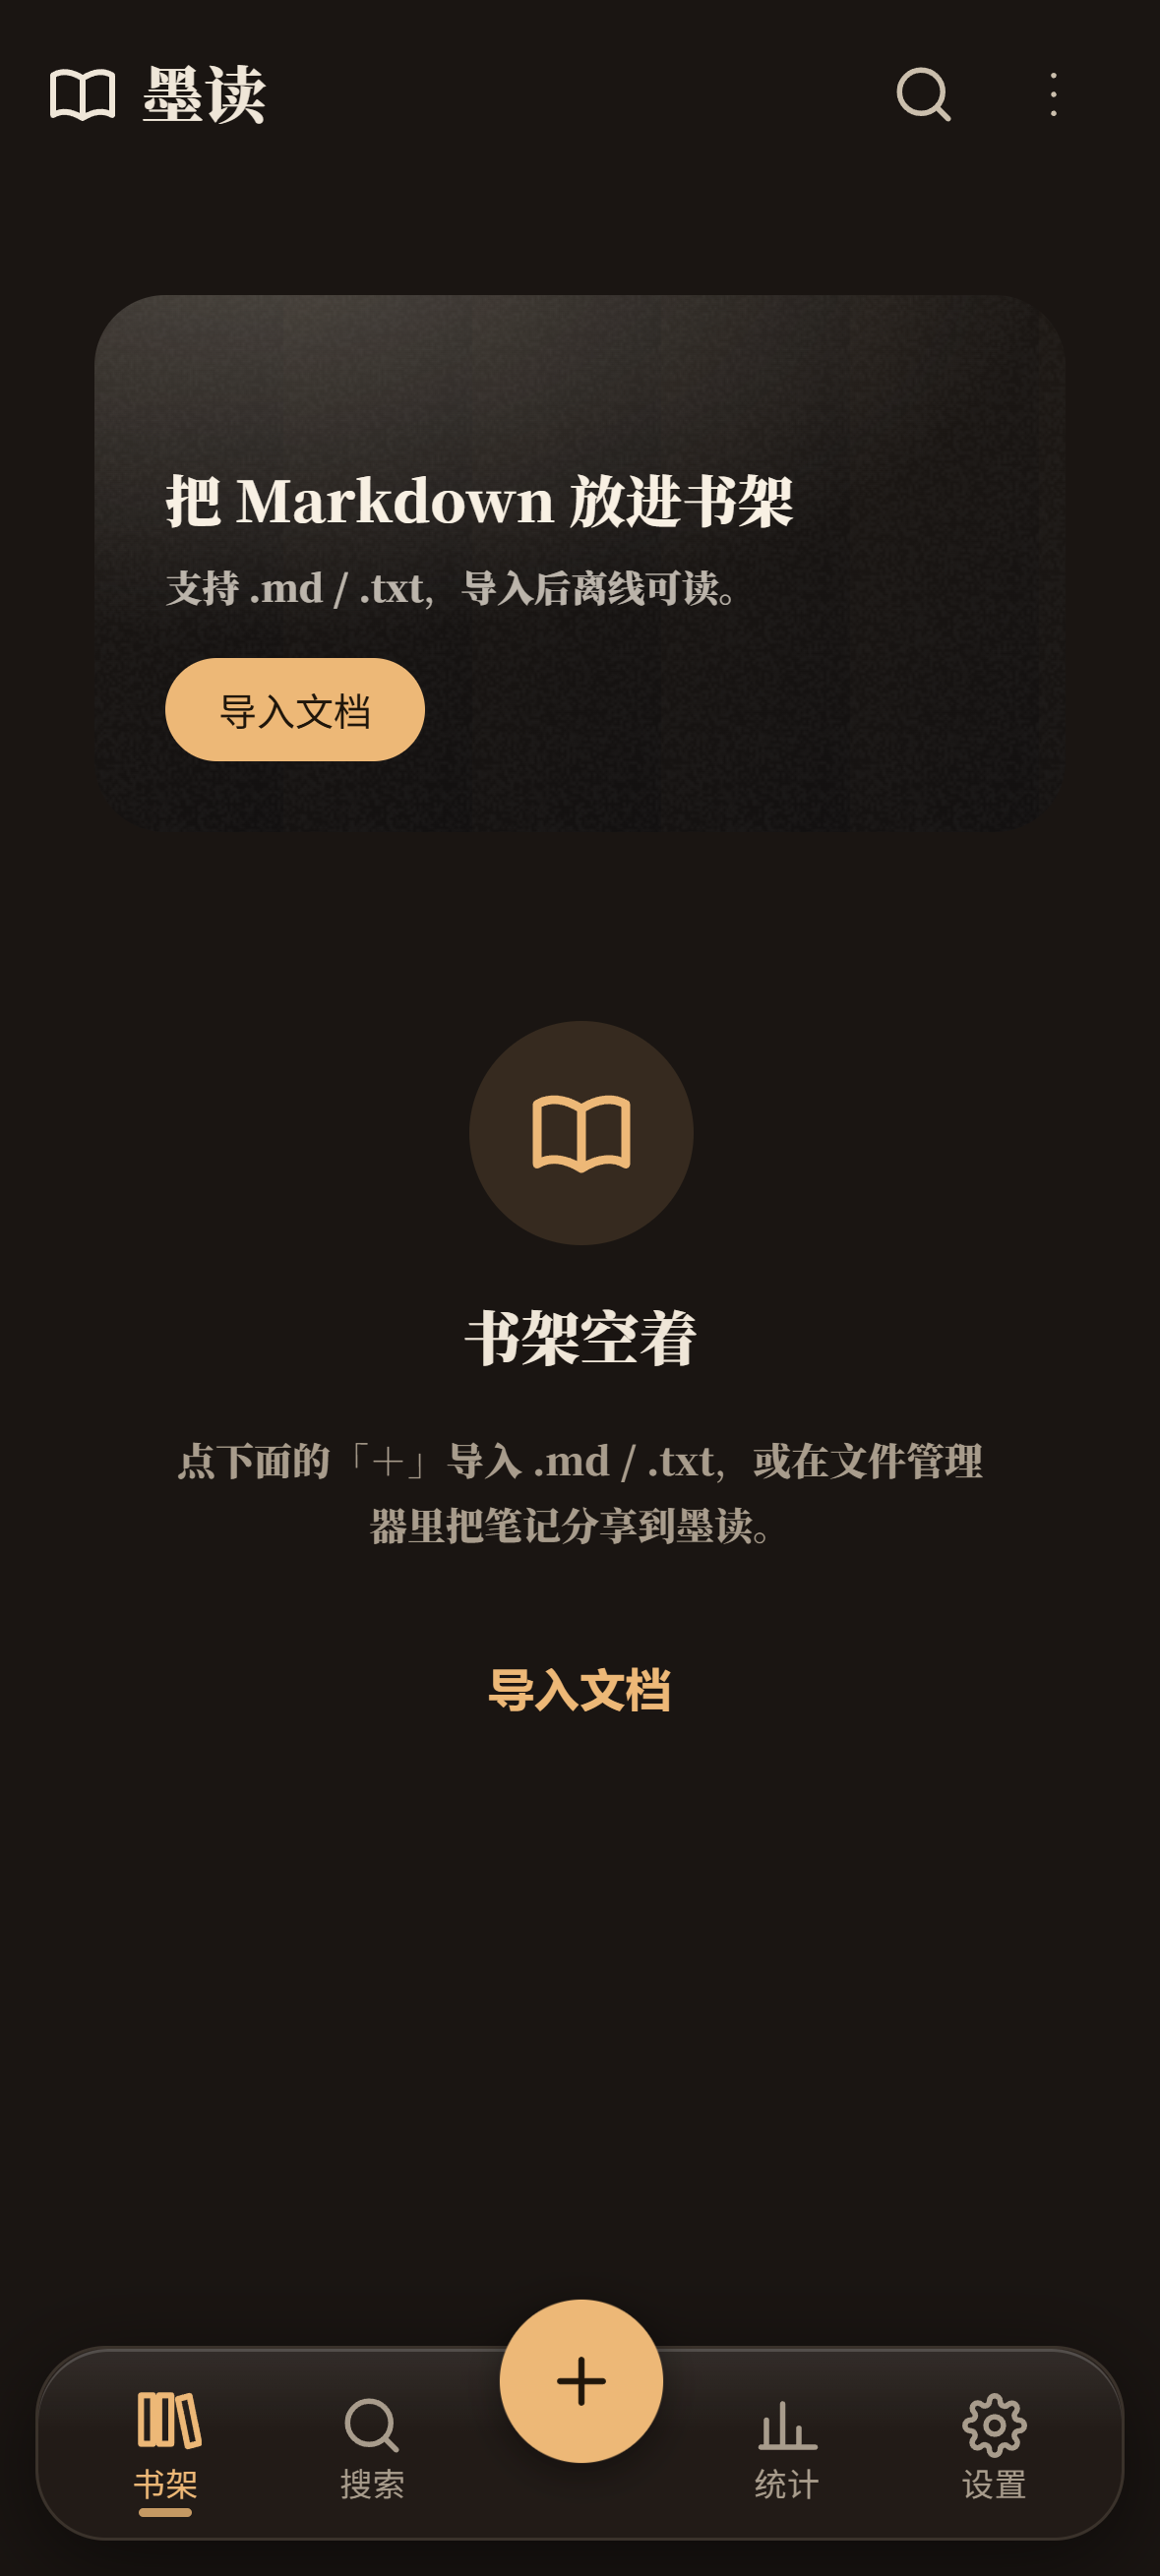 墨读
把 Markdown 放进书架
支持 .md / .txt，导入后离线可读。
导入文档
书架空着
点下面的「＋」导入 .md / .txt，或在文件管理
器里把笔记分享到墨读。
导入文档
书架
搜索
统计
设置